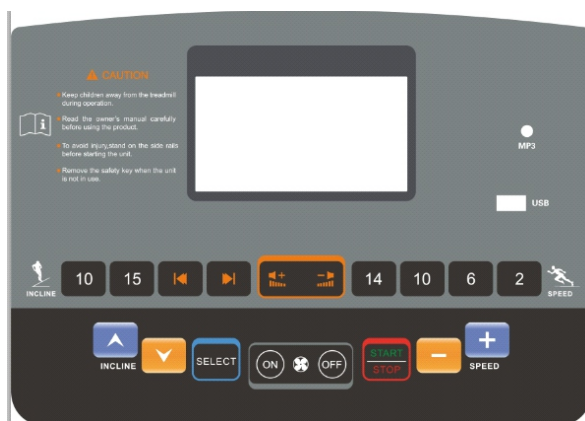 CAUTION
Keep children away from the treadmill
during operation.
Read the owner's manual carefully
before using the product.
To avoid injury,stand on the side rails
before starting the unit.
Remove the safety key when the unit
is not in use.
i
MP3
USB
INCLINE
10
15
+
−
14
10
6
2
SPEED
INCLINE
SELECT
ON
OFF
START
STOP
−
+
SPEED